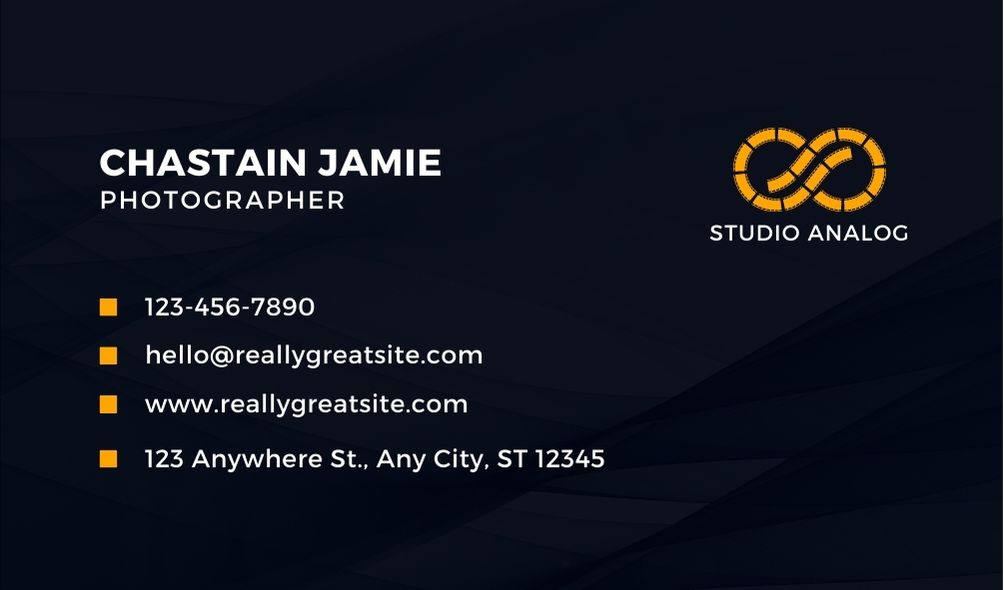 CHASTAIN JAMIE
PHOTOGRAPHER
STUDIO ANALOG
123-456-7890
hello@reallygreatsite.com
www.reallygreatsite.com
123 Anywhere St., Any City, ST 12345